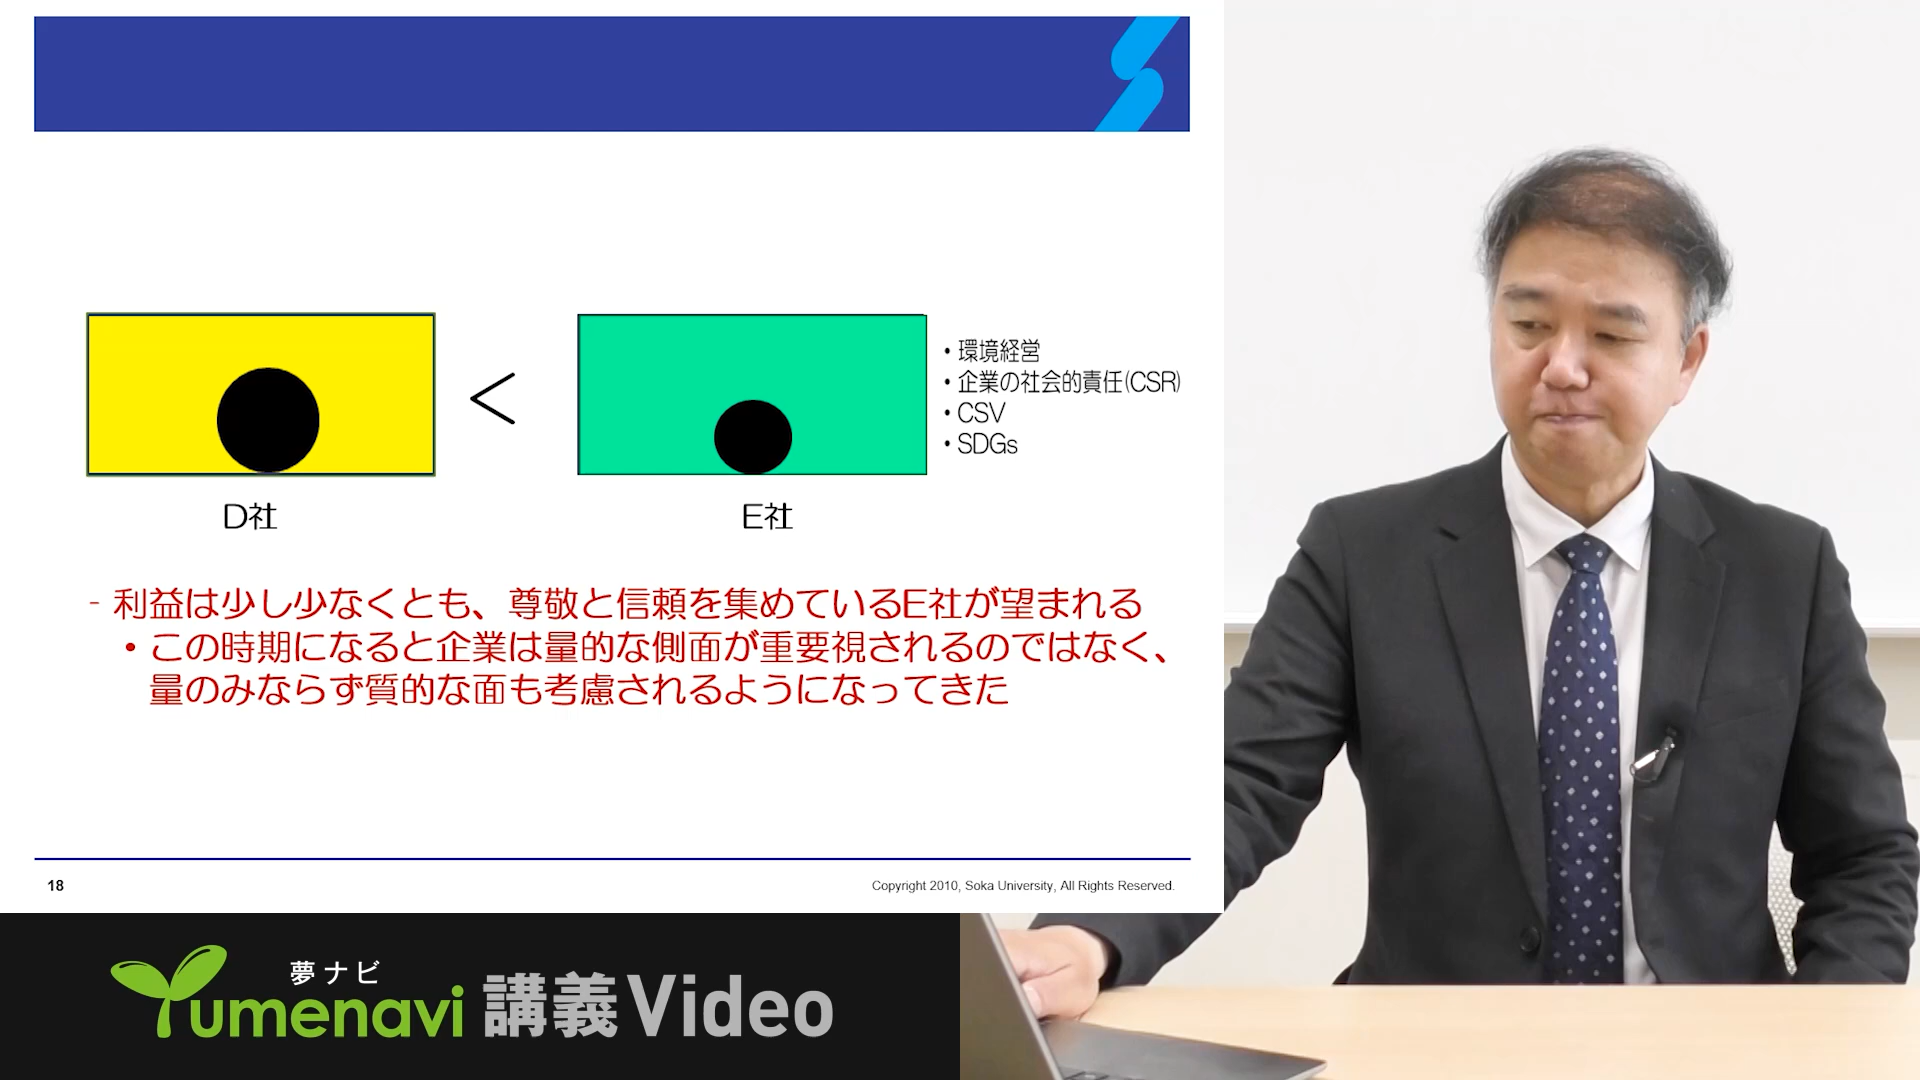 ・環境経営
・企業の社会的責任(CSR)
・CSV
・SDGs
＜
D社
E社
- 利益は少し少なくとも、尊敬と信頼を集めているE社が望まれる
• この時期になると企業は量的な側面が重要視されるのではなく、
量のみならず質的な面も考慮されるようになってきた
18
Copyright 2010, Soka University, All Rights Reserved.
夢ナビ
Yumenavi 講義Video